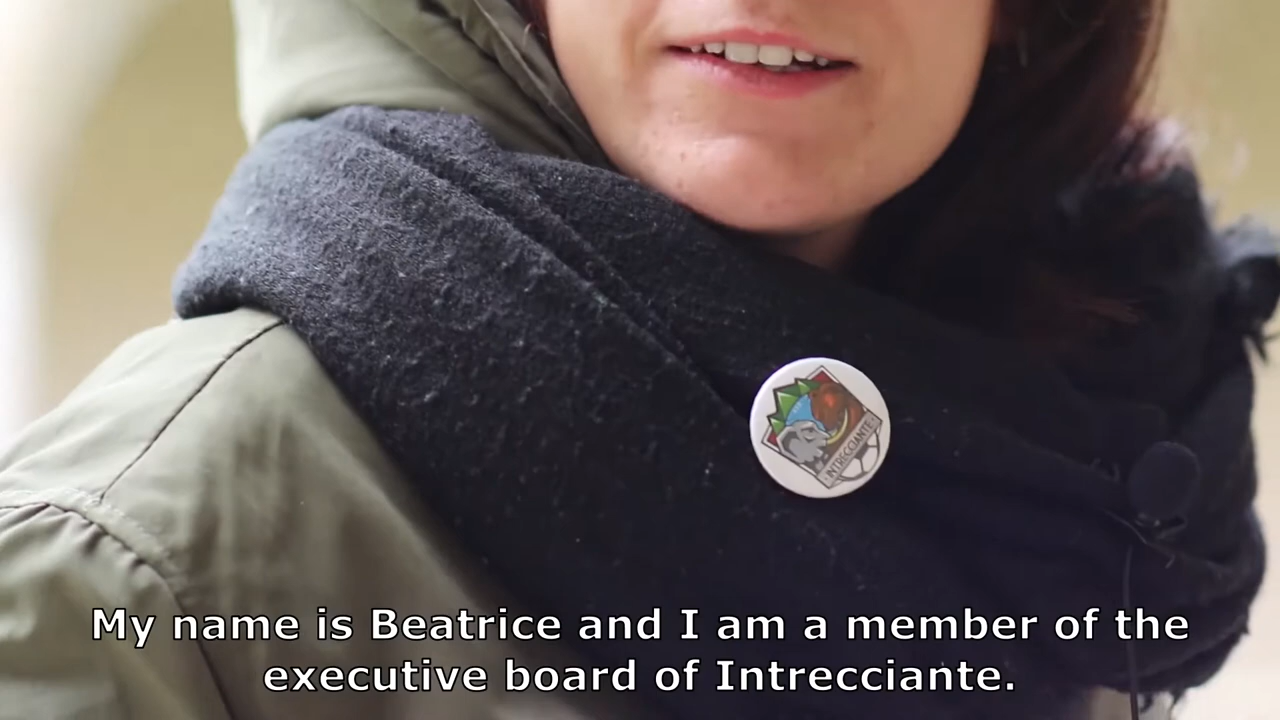 INTRECCIANTE
My name is Beatrice and I am a member of the
executive board of Intrecciante.